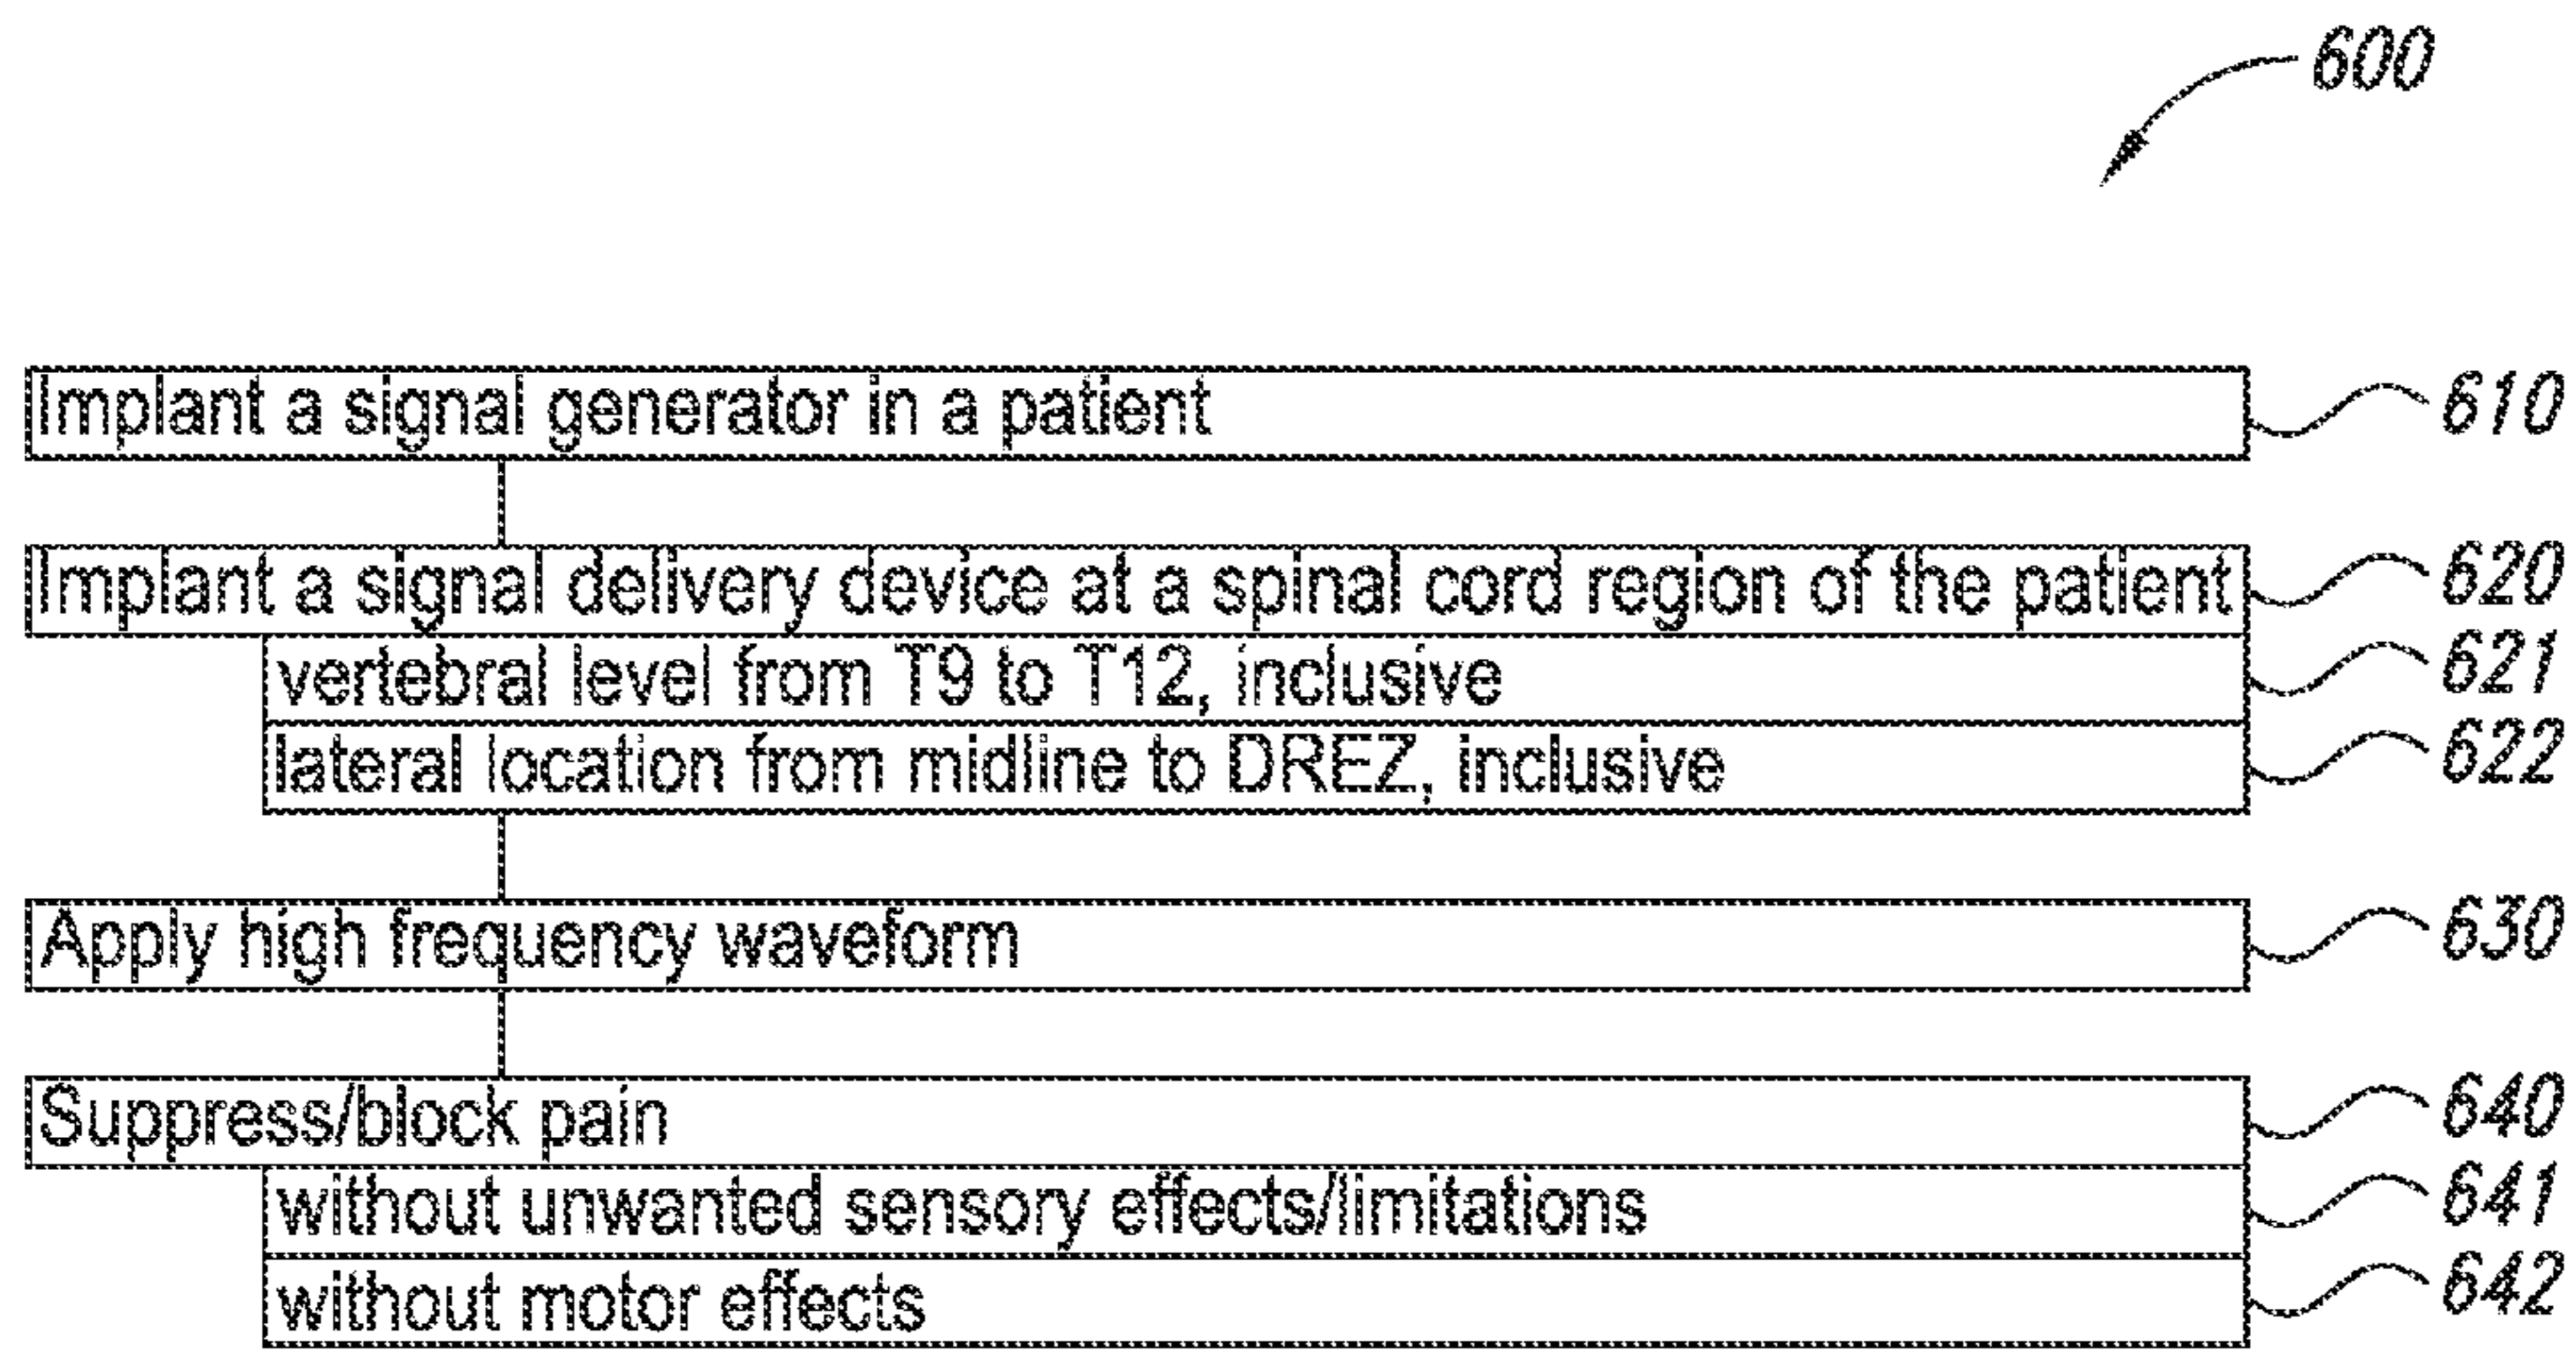 600
Implant a signal generator in a patient 610
Implant a signal delivery device at a spinal cord region of the patient 620
vertebral level from T9 to T12, inclusive 621
lateral location from midline to DREZ, inclusive 622
Apply high frequency waveform 630
Suppress/block pain 640
without unwanted sensory effects/limitations 641
without motor effects 642